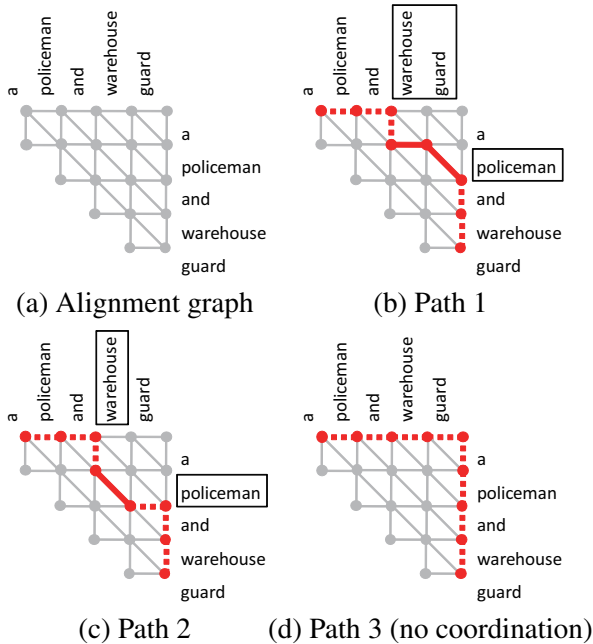 a
policeman
and
warehouse
guard
a
policeman
and
warehouse
guard
(a) Alignment graph
a
policeman
and
warehouse
guard
a
policeman
and
warehouse
guard
(b) Path 1
a
policeman
and
warehouse
guard
a
policeman
and
warehouse
guard
(c) Path 2
a
policeman
and
warehouse
guard
a
policeman
and
warehouse
guard
(d) Path 3 (no coordination)